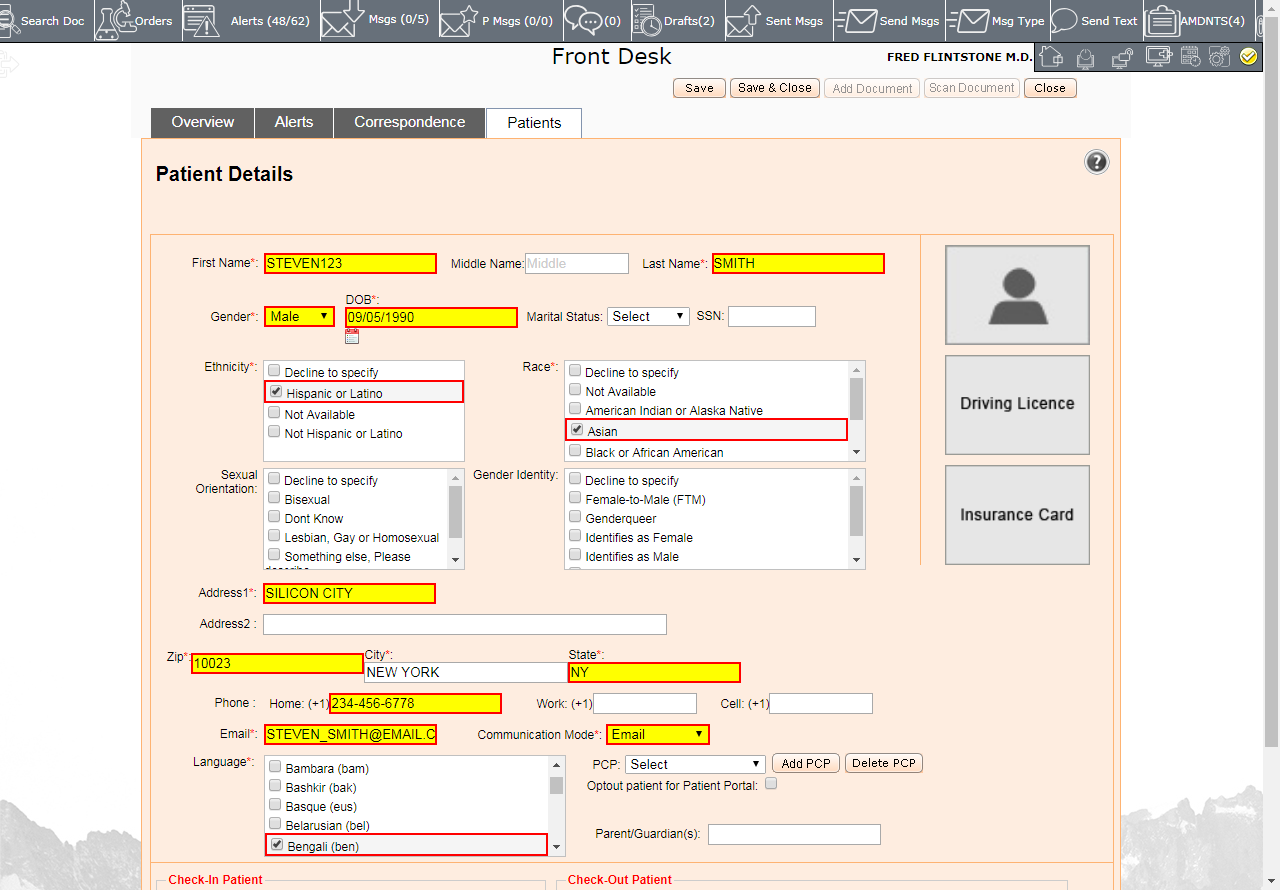 Search Doc Orders Alerts (48/62) Msgs (0/5) P Msgs (0/0) (0) Drafts(2) Sent Msgs Send Msgs Msg Type Send Text AMDNTS(4)
Front Desk FRED FLINTSTONE M.D.
Save Save & Close Add Document Scan Document Close
Overview Alerts Correspondence Patients
Patient Details ?
First Name*: STEVEN123 Middle Name: Middle Last Name*: SMITH
DOB*:
Gender*: Male 09/05/1990 Marital Status: Select SSN:
Ethnicity*: Race*:
Decline to specify Decline to specify
Hispanic or Latino Not Available
Not Available American Indian or Alaska Native
Not Hispanic or Latino Asian
Black or African American
Driving Licence
Sexual Orientation: Gender Identity:
Decline to specify Decline to specify
Bisexual Female-to-Male (FTM)
Dont Know Genderqueer
Lesbian, Gay or Homosexual Identifies as Female
Something else, Please Identifies as Male
Insurance Card
Address1*: SILICON CITY
Address2 :
Zip*: 10023 City*: NEW YORK State*: NY
Phone : Home: (+1) 234-456-6778 Work: (+1) Cell: (+1)
Email*: STEVEN_SMITH@EMAIL.C Communication Mode*: Email
Language*: PCP: Select Add PCP Delete PCP
Bambara (bam)
Bashkir (bak) Optout patient for Patient Portal:
Basque (eus)
Belarusian (bel) Parent/Guardian(s):
Bengali (ben)
Check-In Patient Check-Out Patient